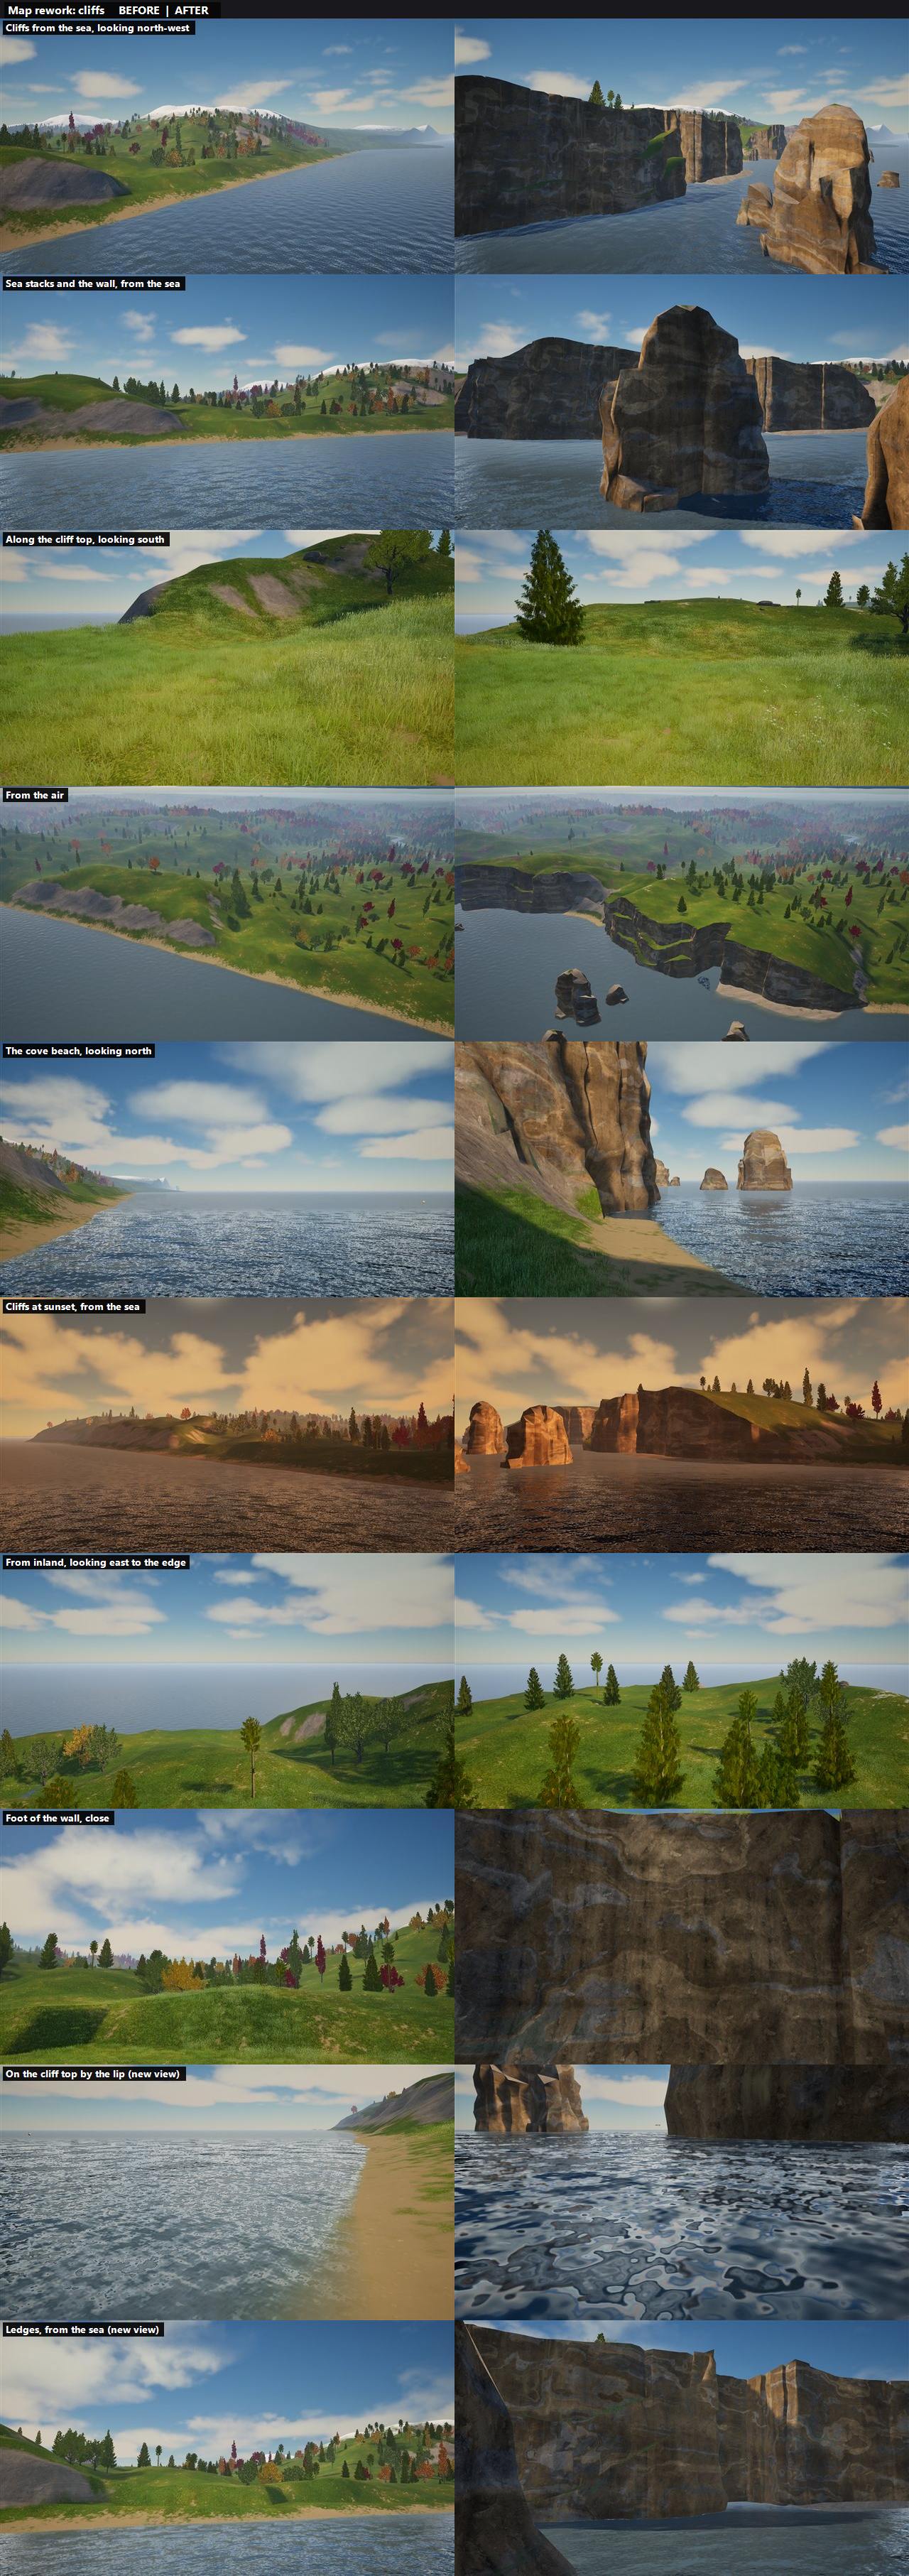 Map rework: cliffs BEFORE | AFTER
Cliffs from the sea, looking north-west
Sea stacks and the wall, from the sea
Along the cliff top, looking south
From the air
The cove beach, looking north
Cliffs at sunset, from the sea
From inland, looking east to the edge
Foot of the wall, close
On the cliff top by the lip (new view)
Ledges, from the sea (new view)